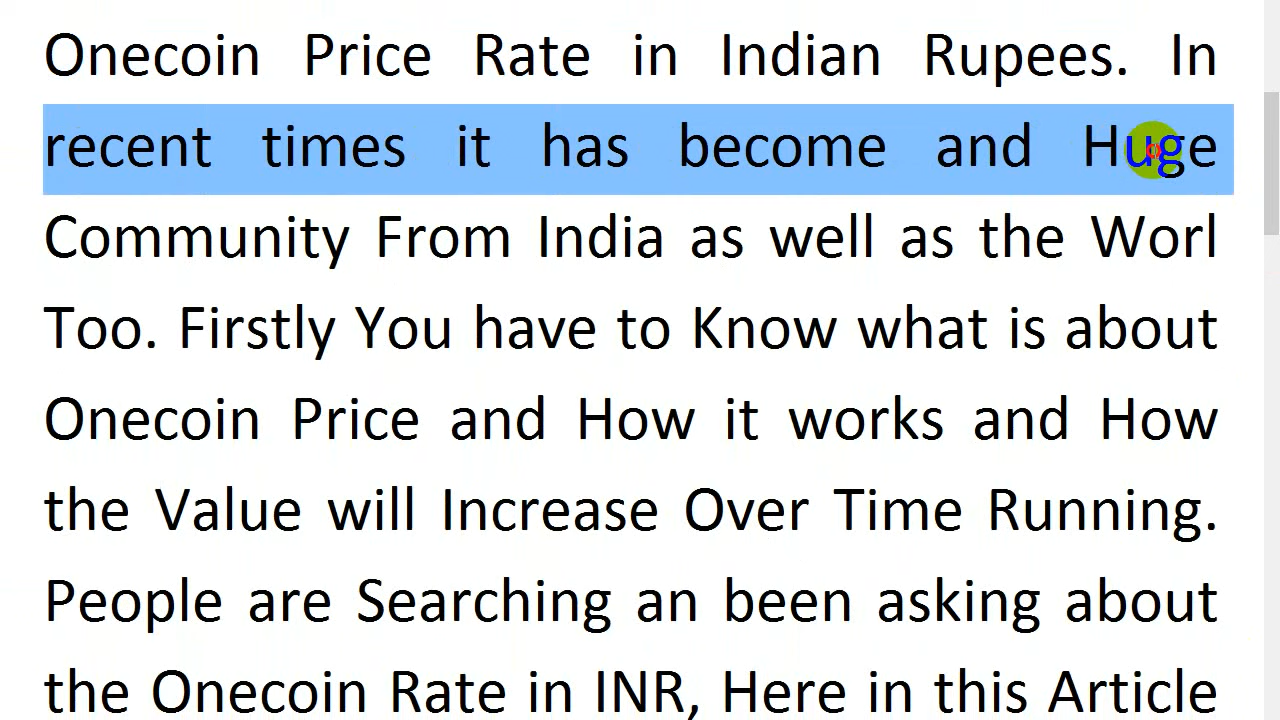 Onecoin Price Rate in Indian Rupees. In
recent times it has become and Huge
Community From India as well as the Worl
Too. Firstly You have to Know what is about
Onecoin Price and How it works and How
the Value will Increase Over Time Running.
People are Searching an been asking about
the Onecoin Rate in INR, Here in this Article